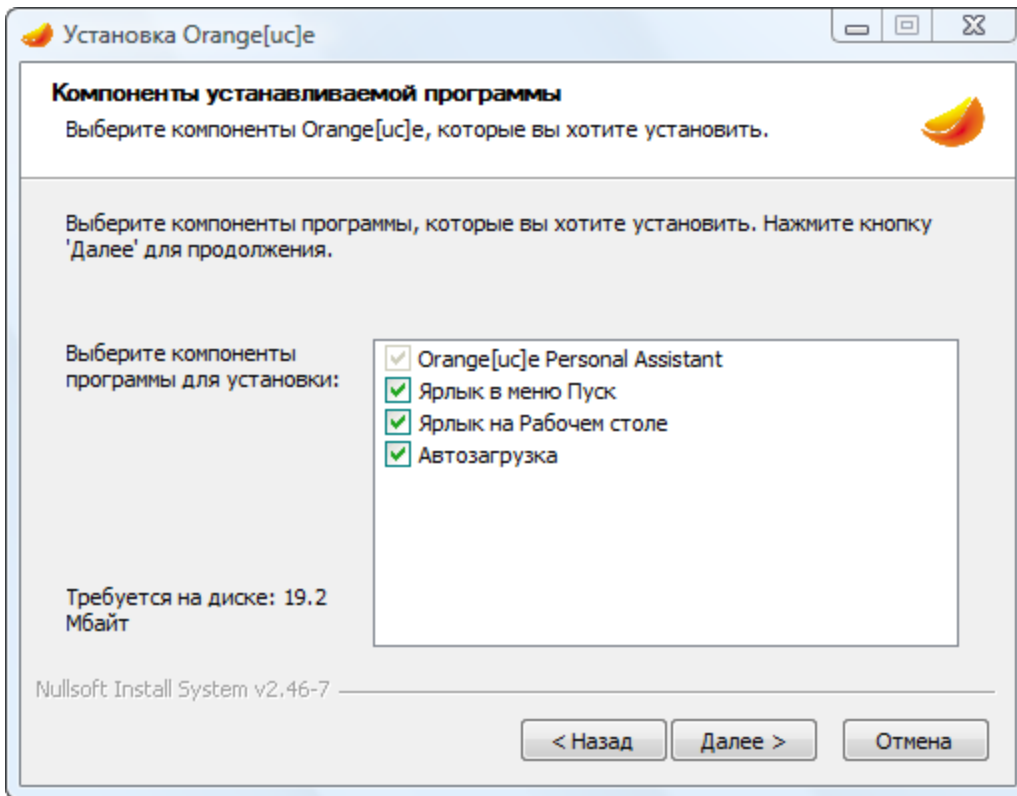 Установка Orange[uc]e
Компоненты устанавливаемой программы
Выберите компоненты Orange[uc]e, которые вы хотите установить.
Выберите компоненты программы, которые вы хотите установить. Нажмите кнопку
'Далее' для продолжения.
Выберите компоненты
программы для установки:
Orange[uc]e Personal Assistant
Ярлык в меню Пуск
Ярлык на Рабочем столе
Автозагрузка
Требуется на диске: 19.2
Мбайт
Nullsoft Install System v2.46-7
< Назад
Далее >
Отмена